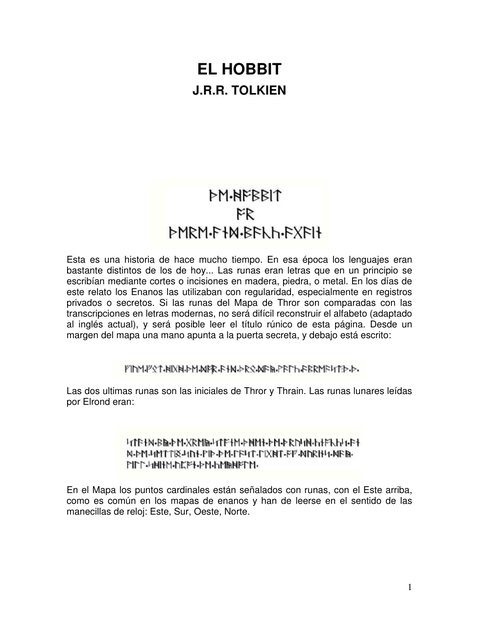 EL HOBBIT
J.R.R. TOLKIEN
ᚦᛖ᛫ᚻᚩᛒᛒᛁᛏ
ᚩᚱ
ᚦᛖᚱᛖ᛫ᚪᚾᛞ᛫ᚪᚷᚪᛁᚾ
Esta es una historia de hace mucho tiempo. En esa época los lenguajes eran
bastante distintos de los de hoy... Las runas eran letras que en un principio se
escribían mediante cortes o incisiones en madera, piedra, o metal. En los días de
este relato los Enanos las utilizaban con regularidad, especialmente en registros
privados o secretos. Si las runas del Mapa de Thror son comparadas con las
transcripciones en letras modernas, no será difícil reconstruir el alfabeto (adaptado
al inglés actual), y será posible leer el título rúnico de esta página. Desde un
margen del mapa una mano apunta a la puerta secreta, y debajo está escrito:
Las dos ultimas runas son las iniciales de Thror y Thrain. Las runas lunares leídas
por Elrond eran:
En el Mapa los puntos cardinales están señalados con runas, con el Este arriba,
como es común en los mapas de enanos y han de leerse en el sentido de las
manecillas de reloj: Este, Sur, Oeste, Norte.
1